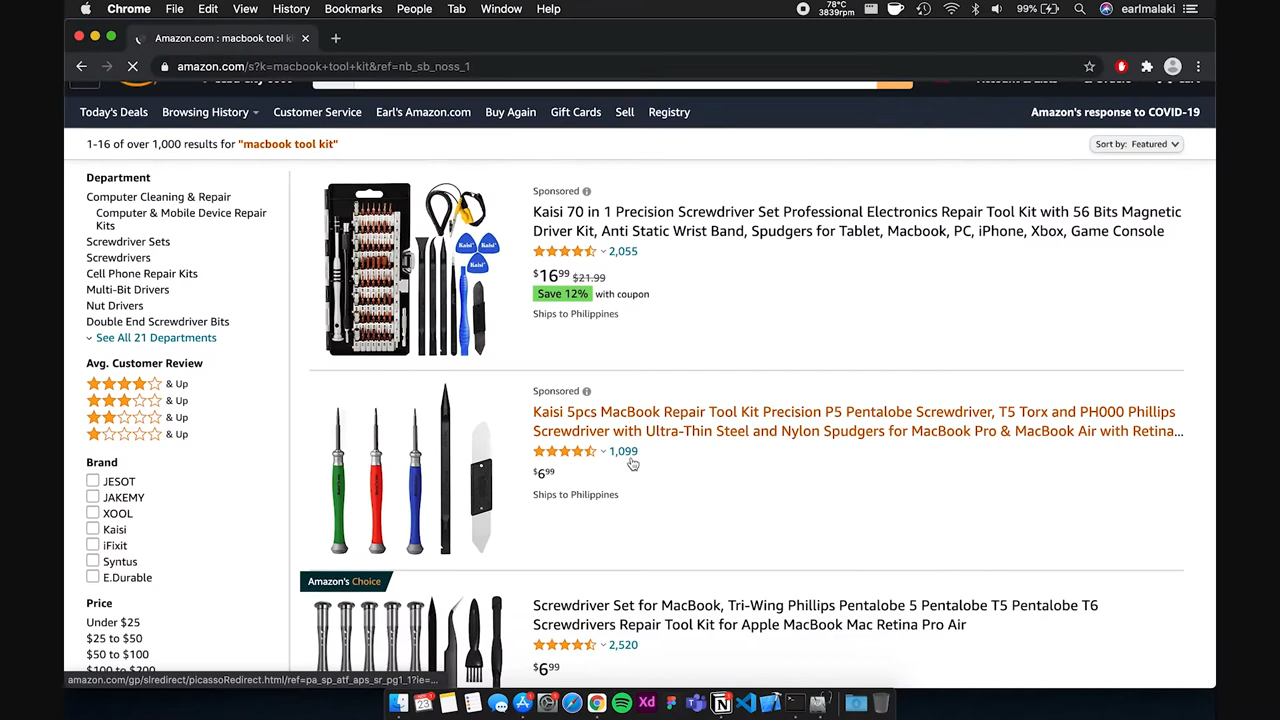 Chrome File Edit View History Bookmarks People Tab Window Help
78°C
3839rpm
99%
earlmalaki
Amazon.com : macbook tool ki
amazon.com/s?k=macbook+tool+kit&ref=nb_sb_noss_1
Today's Deals Browsing History Customer Service Earl's Amazon.com Buy Again Gift Cards Sell Registry
Amazon's response to COVID-19
1-16 of over 1,000 results for "macbook tool kit"
Sort by: Featured
Department
Computer Cleaning & Repair
Computer & Mobile Device Repair
Kits
Screwdriver Sets
Screwdrivers
Cell Phone Repair Kits
Multi-Bit Drivers
Nut Drivers
Double End Screwdriver Bits
See All 21 Departments
Avg. Customer Review
& Up
& Up
& Up
& Up
Brand
JESOT
JAKEMY
XOOL
Kaisi
iFixit
Syntus
E.Durable
Price
Under $25
$25 to $50
$50 to $100
$100 to $200
Sponsored
Kaisi 70 in 1 Precision Screwdriver Set Professional Electronics Repair Tool Kit with 56 Bits Magnetic
Driver Kit, Anti Static Wrist Band, Spudgers for Tablet, Macbook, PC, iPhone, Xbox, Game Console
2,055
$1699 $21.99
Save 12% with coupon
Ships to Philippines
Sponsored
Kaisi 5pcs MacBook Repair Tool Kit Precision P5 Pentalobe Screwdriver, T5 Torx and PH000 Phillips
Screwdriver with Ultra-Thin Steel and Nylon Spudgers for MacBook Pro & MacBook Air with Retina...
1,099
$699
Ships to Philippines
Amazon's Choice
Screwdriver Set for MacBook, Tri-Wing Phillips Pentalobe 5 Pentalobe T5 Pentalobe T6
Screwdrivers Repair Tool Kit for Apple MacBook Mac Retina Pro Air
2,520
$699
amazon.com/gp/slredirect/picassoRedirect.html/ref=pa_sp_atf_aps_sr_pg1_1?ie=...